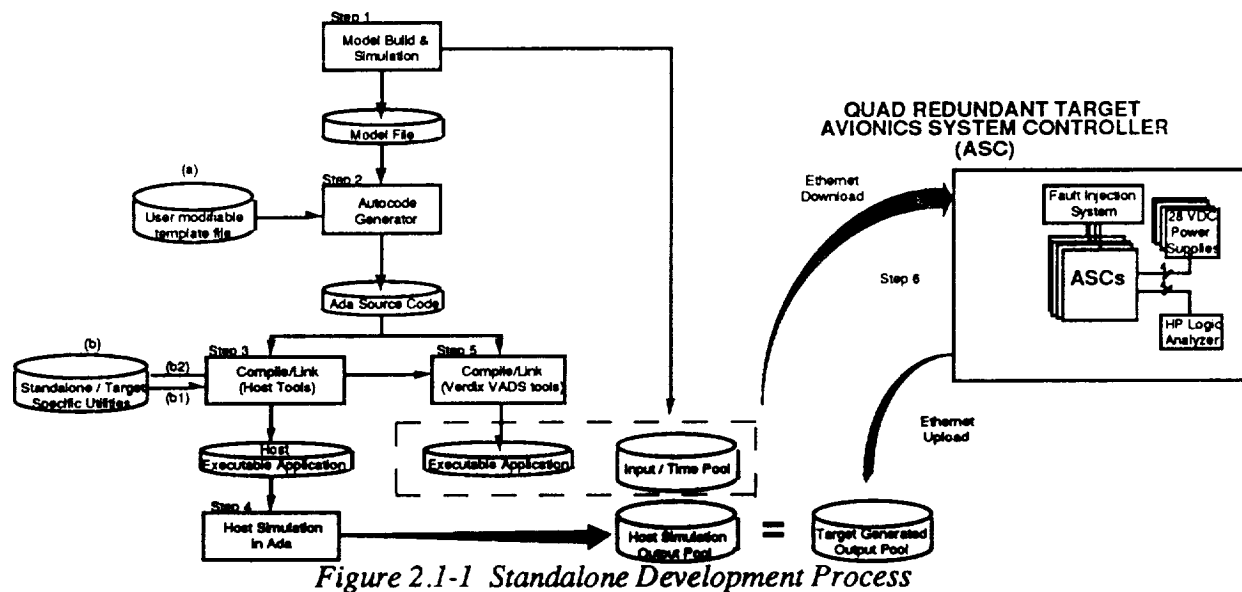 Step 1
Model Build &
Simulation
Model File
QUAD REDUNDANT TARGET
AVIONICS SYSTEM CONTROLLER
(ASC)
(a)
User modifiable
template file
Step 2
Autocode
Generator
Ethernet
Download
Fault Injection
System
28 VDC
Power
Supplies
Step 6
ASCs
HP Logic
Analyzer
Ada Source Code
(b)
Standalone / Target
Specific Utilities
(b2)
(b1)
Step 3
Compile/Link
(Host Tools)
Step 5
Compile/Link
(Verdix VADS tools)
Ethernet
Upload
Host
Executable Application
Executable Application
Input / Time Pool
Step 4
Host Simulation
in Ada
Host Simulation
Output Pool
=
Target Generated
Output Pool
Figure 2.1-1 Standalone Development Process